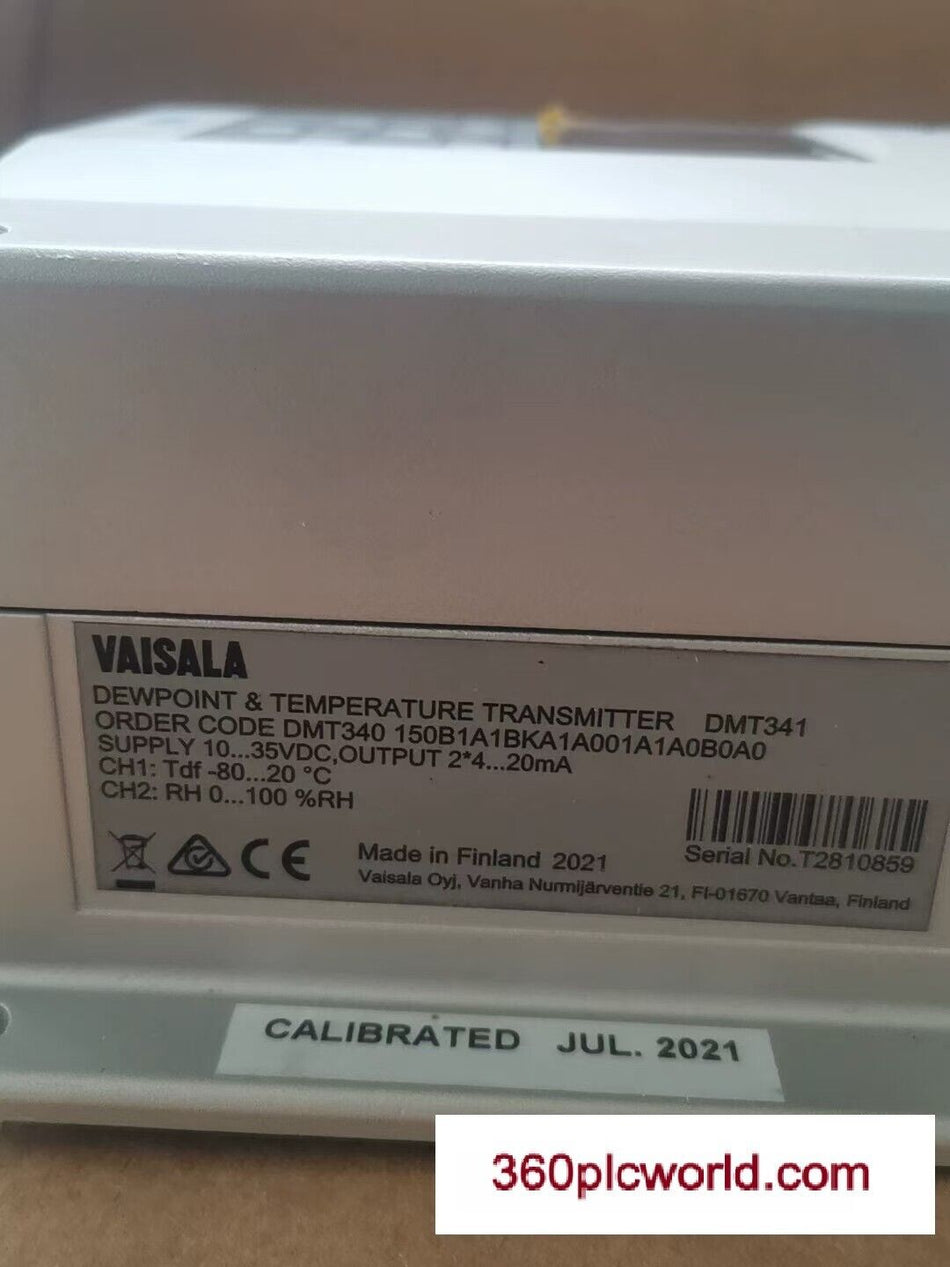 VAISALA
DEWPOINT & TEMPERATURE TRANSMITTER DMT341
ORDER CODE DMT340 150B1A1BKA1A001A1A0B0A0
SUPPLY 10...35VDC,OUTPUT 2*4...20mA
CH1: Tdf -80...20 °C
CH2: RH 0...100 %RH
CE
Made in Finland 2021
Serial No.T2810859
Vaisala Oyj, Vanha Nurmijärventie 21, FI-01670 Vantaa, Finland
CALIBRATED JUL. 2021
360plcworld.com